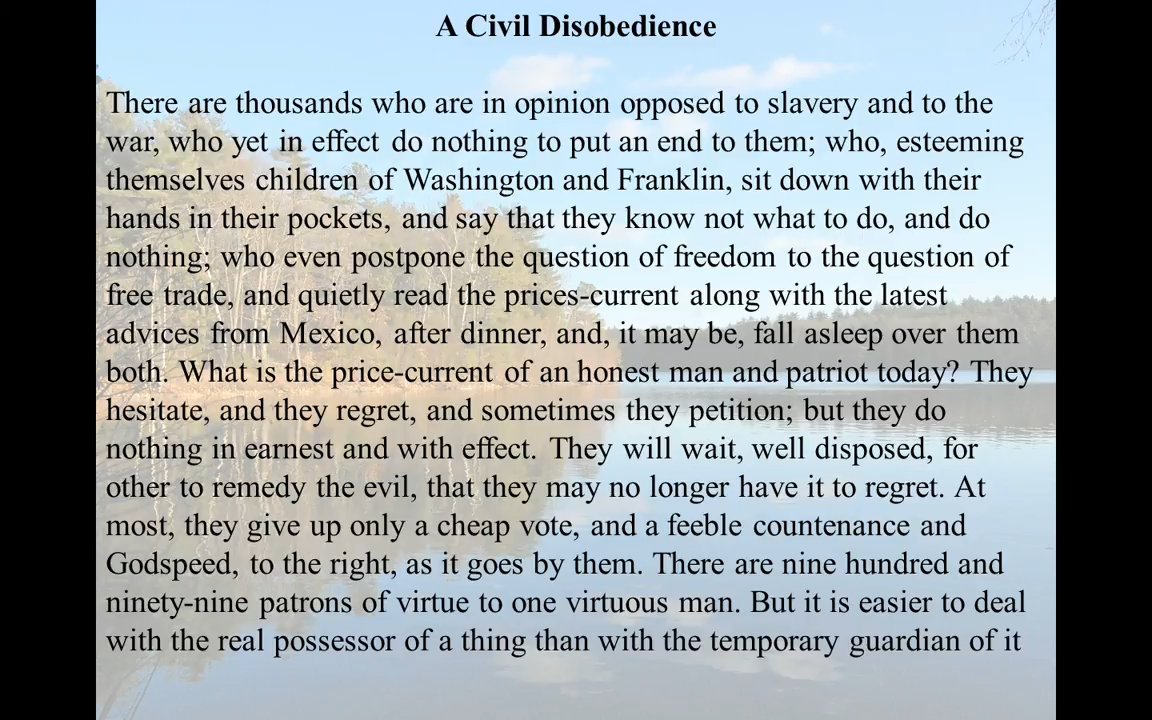 A Civil Disobedience
There are thousands who are in opinion opposed to slavery and to the
war, who yet in effect do nothing to put an end to them; who, esteeming
themselves children of Washington and Franklin, sit down with their
hands in their pockets, and say that they know not what to do, and do
nothing; who even postpone the question of freedom to the question of
free trade, and quietly read the prices-current along with the latest
advices from Mexico, after dinner, and, it may be, fall asleep over them
both. What is the price-current of an honest man and patriot today? They
hesitate, and they regret, and sometimes they petition; but they do
nothing in earnest and with effect. They will wait, well disposed, for
other to remedy the evil, that they may no longer have it to regret. At
most, they give up only a cheap vote, and a feeble countenance and
Godspeed, to the right, as it goes by them. There are nine hundred and
ninety-nine patrons of virtue to one virtuous man. But it is easier to deal
with the real possessor of a thing than with the temporary guardian of it